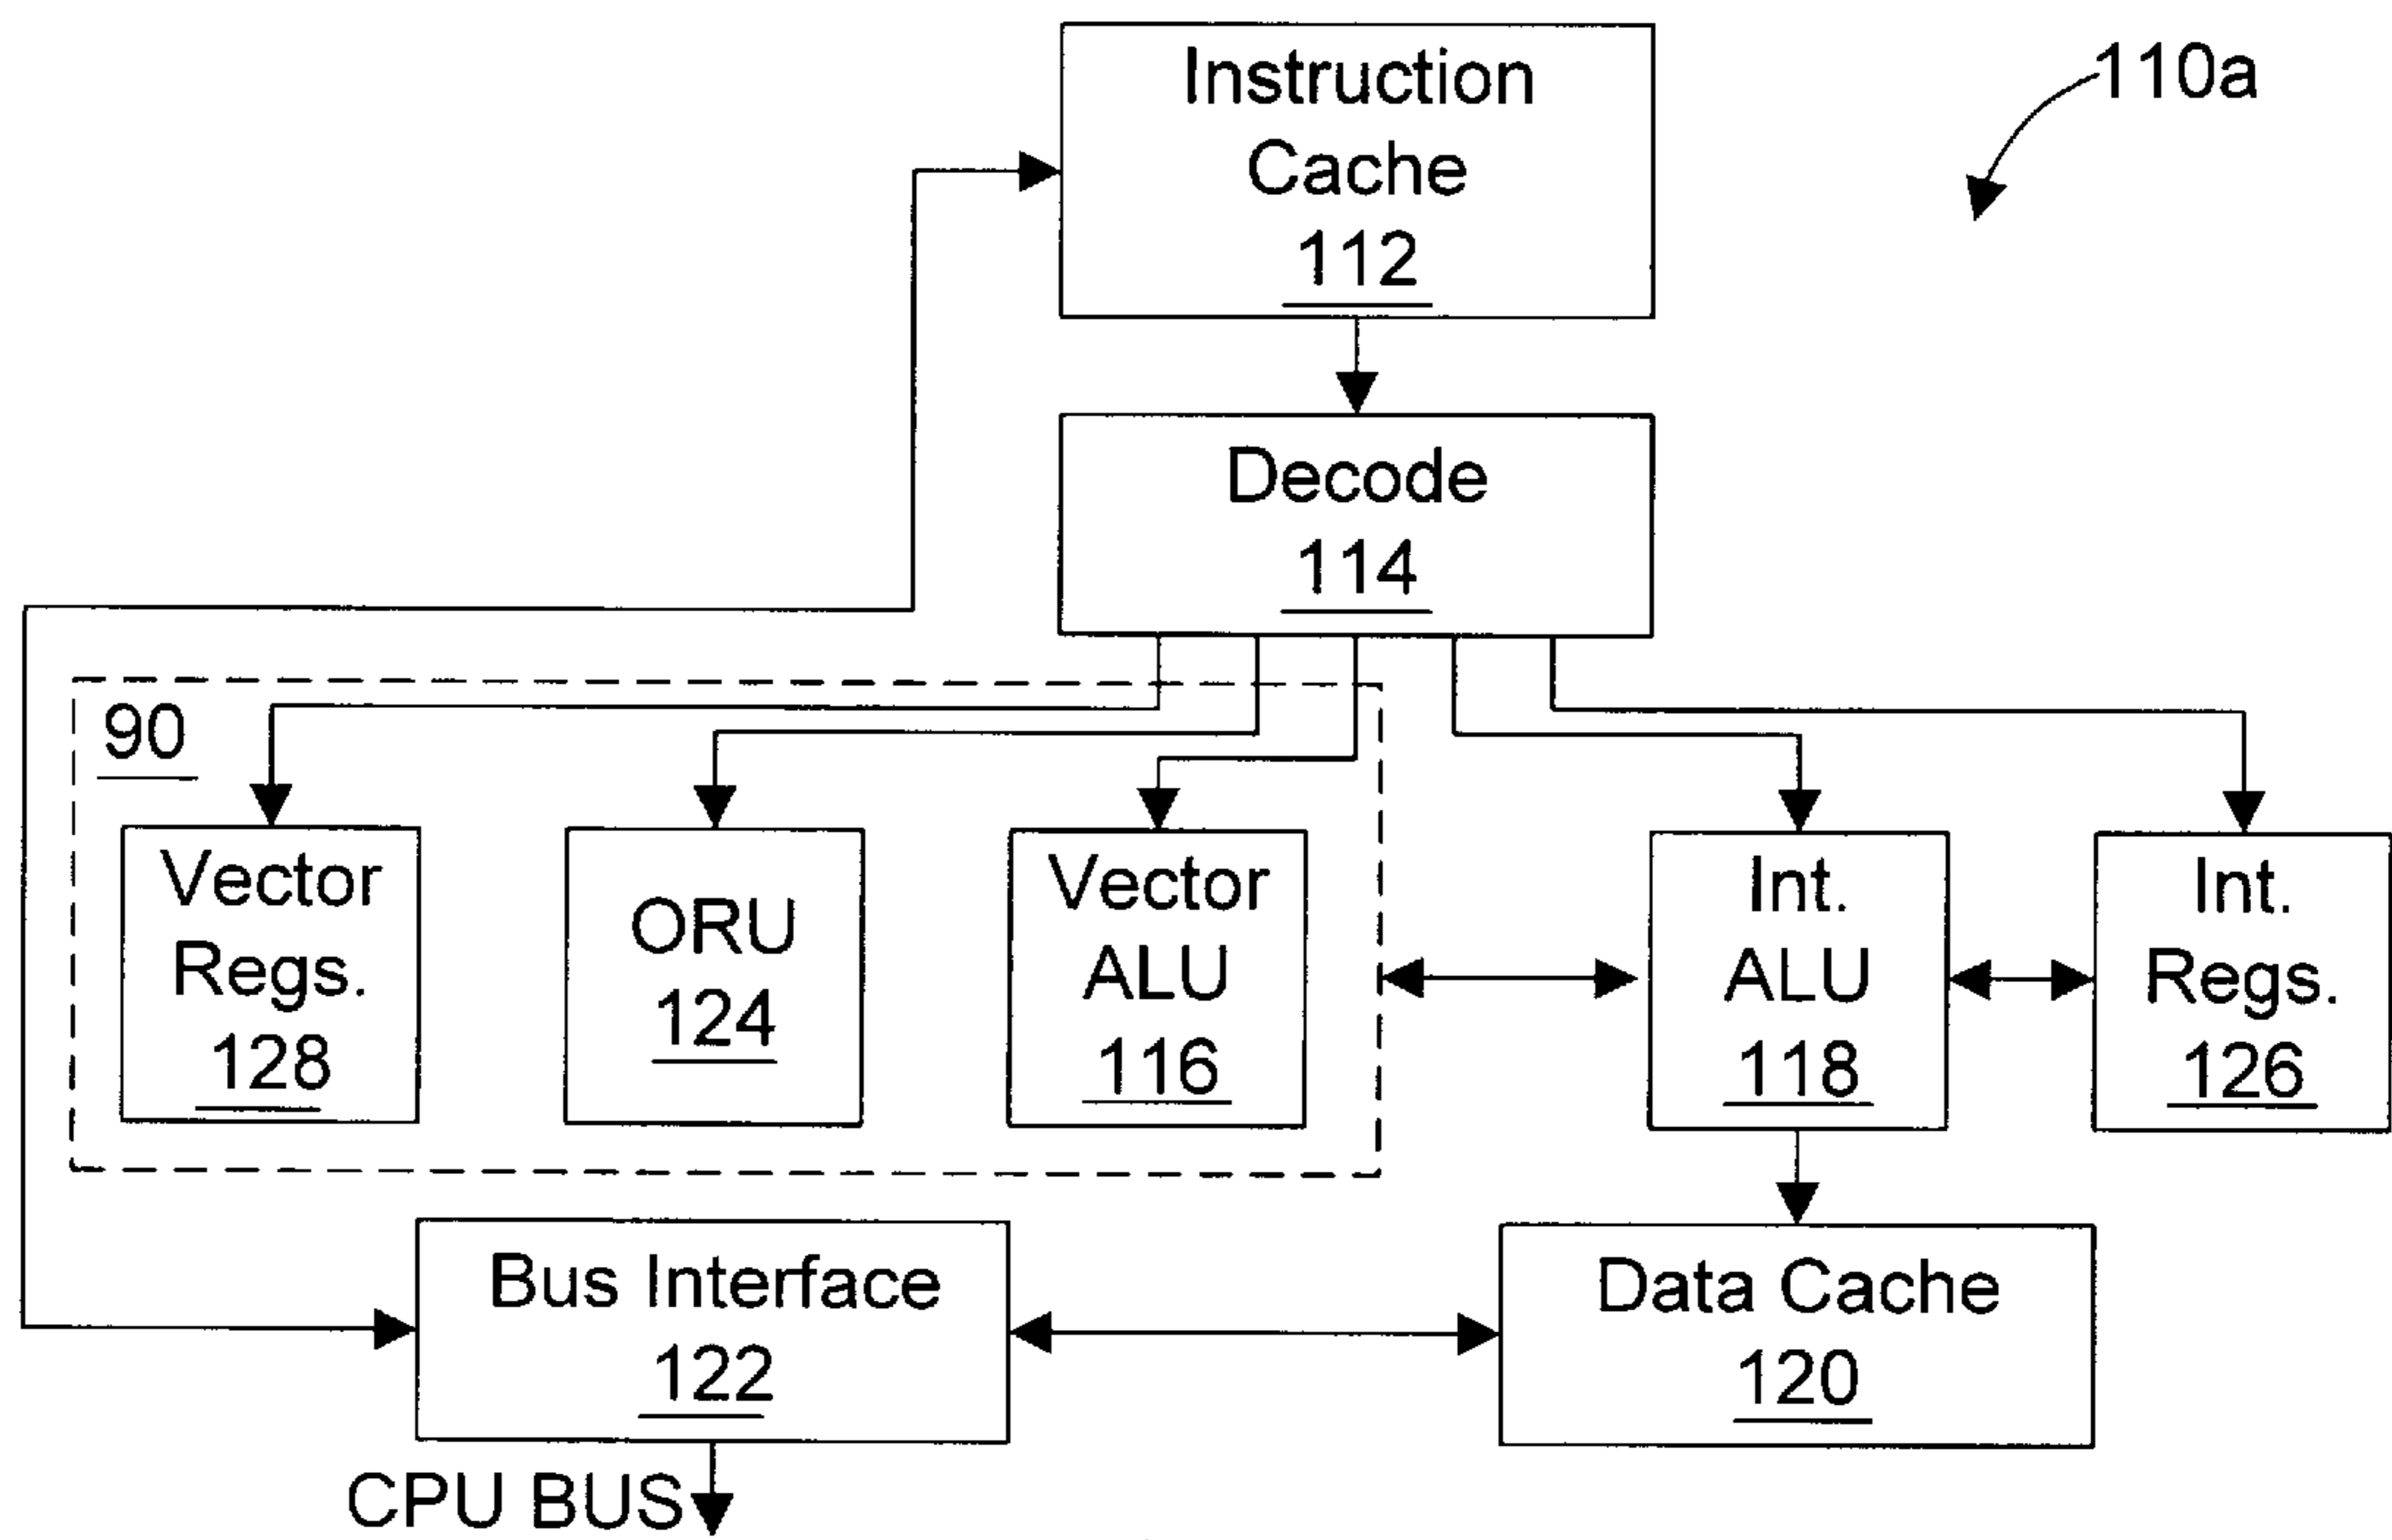 Instruction
Cache
112
110a
Decode
114
90
Vector
Regs.
128
ORU
124
Vector
ALU
116
Int.
ALU
118
Int.
Regs.
126
Bus Interface
122
Data Cache
120
CPU BUS